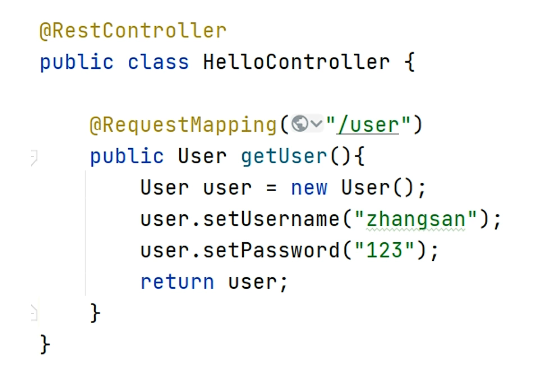 @RestController
public class HelloController {
@RequestMapping("/user")
public User getUser(){
User user = new User();
user.setUsername("zhangsan");
user.setPassword("123");
return user;
}
}